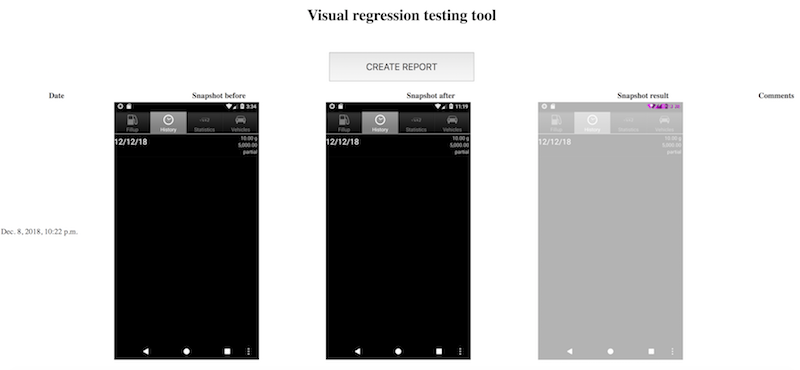 Visual regression testing tool
CREATE REPORT
Date Snapshot before Snapshot after Snapshot result Comments
3:34 11:19
Fillup History Statistics Vehicles Fillup History Statistics Vehicles Fillup History Statistics Vehicles
12/12/18 10.00 g 12/12/18 10.00 g 12/12/18 10.00 g
5,000.00 5,000.00 5,000.00
partial partial partial
Dec. 8, 2018, 10:22 p.m.